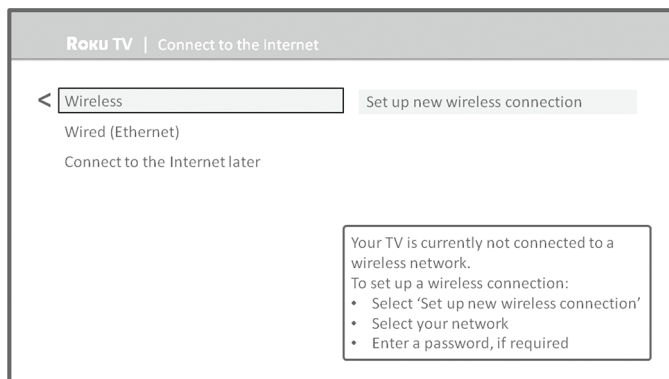 Roku TV | Connect to the Internet
< Wireless
Set up new wireless connection
Wired (Ethernet)
Connect to the Internet later
Your TV is currently not connected to a
wireless network.
To set up a wireless connection:
• Select ‘Set up new wireless connection’
• Select your network
• Enter a password, if required